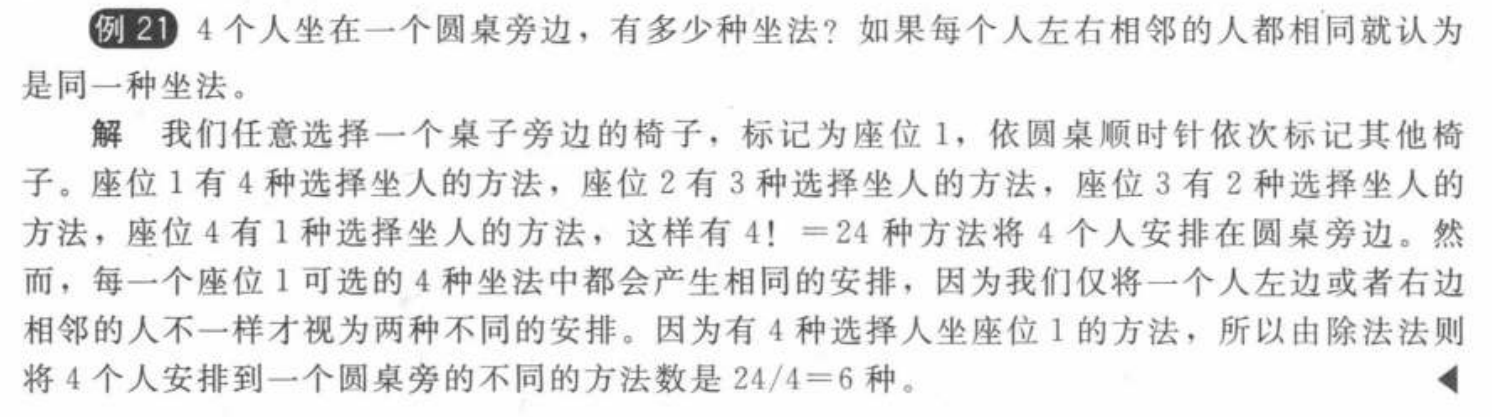 例 21 4 个人坐在一个圆桌旁边，有多少种坐法？如果每个人左右相邻的人都相同就认为
是同一种坐法。
解 我们任意选择一个桌子旁边的椅子，标记为座位 1，依圆桌顺时针依次标记其他椅
子。座位 1 有 4 种选择坐人的方法，座位 2 有 3 种选择坐人的方法，座位 3 有 2 种选择坐人的
方法，座位 4 有 1 种选择坐人的方法，这样有 4! =24 种方法将 4 个人安排在圆桌旁边。然
而，每一个座位 1 可选的 4 种坐法中都会产生相同的安排，因为我们仅将一个人左边或者右边
相邻的人不一样才视为两种不同的安排。因为有 4 种选择人坐座位 1 的方法，所以由除法法则
将 4 个人安排到一个圆桌旁的不同的方法数是 24/4=6 种。 ◀